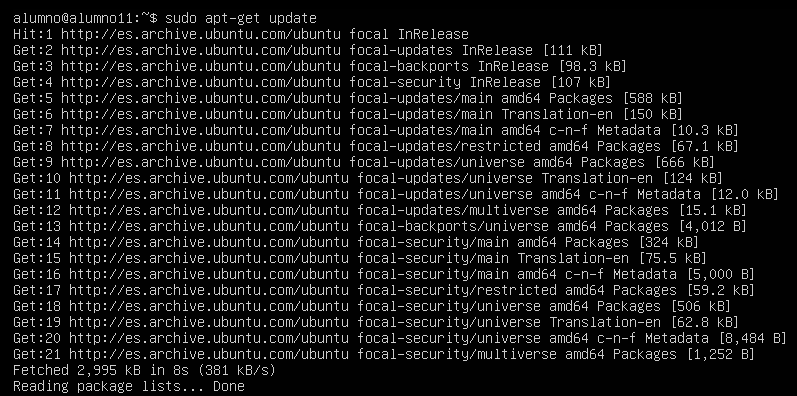 alumno@alumno11:~$ sudo apt-get update
Hit:1 http://es.archive.ubuntu.com/ubuntu focal InRelease
Get:2 http://es.archive.ubuntu.com/ubuntu focal-updates InRelease [111 kB]
Get:3 http://es.archive.ubuntu.com/ubuntu focal-backports InRelease [98.3 kB]
Get:4 http://es.archive.ubuntu.com/ubuntu focal-security InRelease [107 kB]
Get:5 http://es.archive.ubuntu.com/ubuntu focal-updates/main amd64 Packages [588 kB]
Get:6 http://es.archive.ubuntu.com/ubuntu focal-updates/main Translation-en [150 kB]
Get:7 http://es.archive.ubuntu.com/ubuntu focal-updates/main amd64 c-n-f Metadata [10.3 kB]
Get:8 http://es.archive.ubuntu.com/ubuntu focal-updates/restricted amd64 Packages [67.1 kB]
Get:9 http://es.archive.ubuntu.com/ubuntu focal-updates/universe amd64 Packages [666 kB]
Get:10 http://es.archive.ubuntu.com/ubuntu focal-updates/universe Translation-en [124 kB]
Get:11 http://es.archive.ubuntu.com/ubuntu focal-updates/universe amd64 c-n-f Metadata [12.0 kB]
Get:12 http://es.archive.ubuntu.com/ubuntu focal-updates/multiverse amd64 Packages [15.1 kB]
Get:13 http://es.archive.ubuntu.com/ubuntu focal-backports/universe amd64 Packages [4,012 B]
Get:14 http://es.archive.ubuntu.com/ubuntu focal-security/main amd64 Packages [324 kB]
Get:15 http://es.archive.ubuntu.com/ubuntu focal-security/main Translation-en [75.5 kB]
Get:16 http://es.archive.ubuntu.com/ubuntu focal-security/main amd64 c-n-f Metadata [5,000 B]
Get:17 http://es.archive.ubuntu.com/ubuntu focal-security/restricted amd64 Packages [59.2 kB]
Get:18 http://es.archive.ubuntu.com/ubuntu focal-security/universe amd64 Packages [506 kB]
Get:19 http://es.archive.ubuntu.com/ubuntu focal-security/universe Translation-en [62.8 kB]
Get:20 http://es.archive.ubuntu.com/ubuntu focal-security/universe amd64 c-n-f Metadata [8,484 B]
Get:21 http://es.archive.ubuntu.com/ubuntu focal-security/multiverse amd64 Packages [1,252 B]
Fetched 2,995 kB in 8s (381 kB/s)
Reading package lists... Done